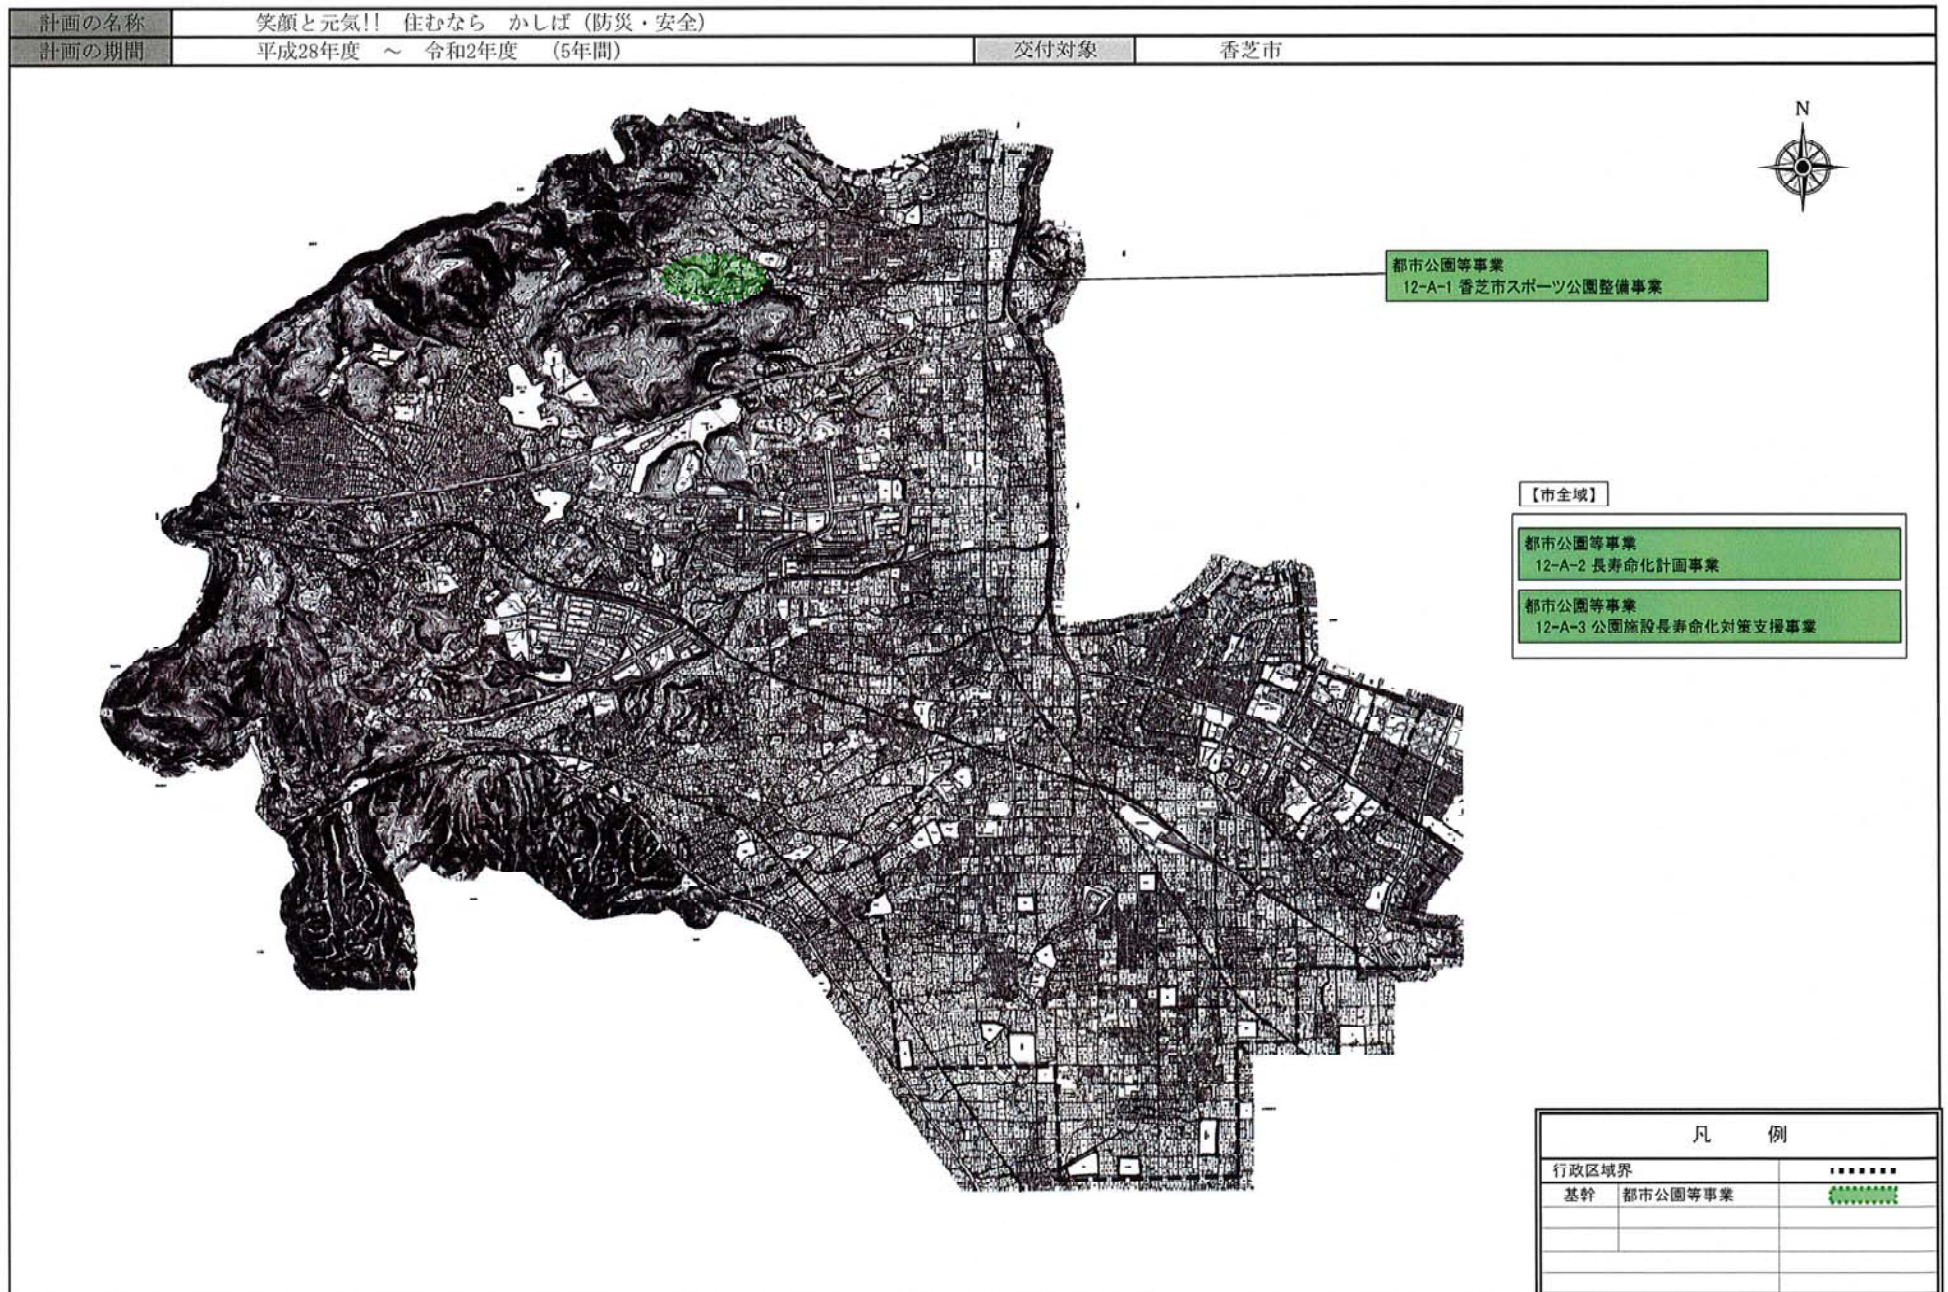 計画の名称 笑顔と元気!! 住むなら かしば（防災・安全）
計画の期間 平成28年度 ～ 令和2年度 （5年間） 交付対象 香芝市
N
都市公園等事業
12-A-1 香芝市スポーツ公園整備事業
【市全域】
都市公園等事業
12-A-2 長寿命化計画事業
都市公園等事業
12-A-3 公園施設長寿命化対策支援事業
凡 例
行政区域界
基幹 都市公園等事業